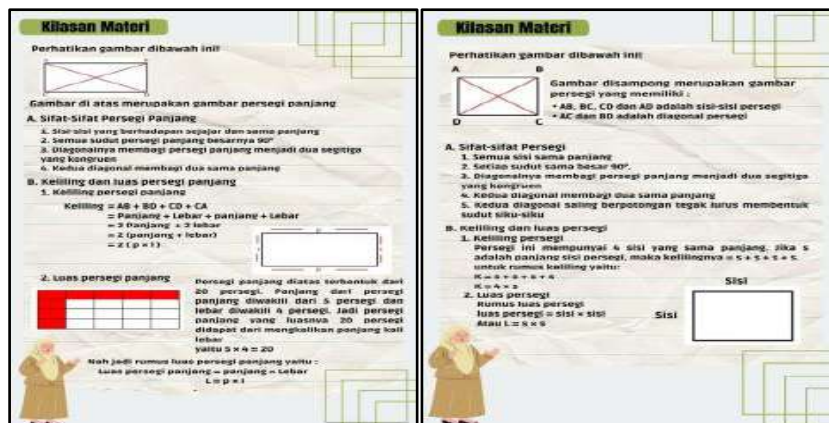 Kilasan Materi
Perhatikan gambar dibawah ini!
Gambar di atas merupakan gambar persegi panjang
A. Sifat-Sifat Persegi Panjang
1. Sisi-sisi yang berhadapan sejajar dan sama panjang
2. Semua sudut persegi panjang besarnya 90°
3. Diagonalnya membagi persegi panjang menjadi dua segitiga
yang kongruen
4. Kedua diagonal membagi dua sama panjang
B. Keliling dan luas persegi panjang
1. Keliling persegi panjang
Keliling = AB + BD + CD + CA
= Panjang + Lebar + panjang + Lebar
= 2 Panjang + 2 lebar
= 2 (panjang + lebar)
= 2 ( p + l )
2. Luas persegi panjang
Persegi panjang diatas terbentuk dari
20 persegi. Panjang dari persegi
panjang diwakili dari 5 persegi dan
lebar diwakili 4 persegi. Jadi persegi
panjang yang luasnya 20 persegi
didapat dari mengkalikan panjang kali
lebar
yaitu 5 x 4 = 20
Nah jadi rumus luas persegi panjang yaitu :
Luas persegi panjang = panjang × Lebar
L = p × l
Kilasan Materi
Perhatikan gambar dibawah ini!
A B
D C
Gambar disampong merupakan gambar
persegi yang memiliki :
• AB, BC, CD dan AD adalah sisi-sisi persegi
• AC dan BD adalah diagonal persegi
A. Sifat-sifat Persegi
1. Semua sisi sama panjang
2. Setiap sudut sama besar 90°.
3. Diagonalnya membagi persegi panjang menjadi dua segitiga
yang kongruen
4. Kedua diagonal membagi dua sama panjang
5. Kedua diagonal saling berpotongan tegak lurus membentuk
sudut siku-siku
B. Keliling dan luas persegi
1. Keliling persegi
Persegi ini mempunyai 4 sisi yang sama panjang. Jika s
adalah panjang sisi persegi, maka kelilingnya = s + s + s + s.
untuk rumus keliling yaitu:
K = s + s + s + s
K = 4 × s
2. Luas persegi
Rumus luas persegi
luas persegi = sisi × sisi
Atau L = s × s
Sisi
Sisi